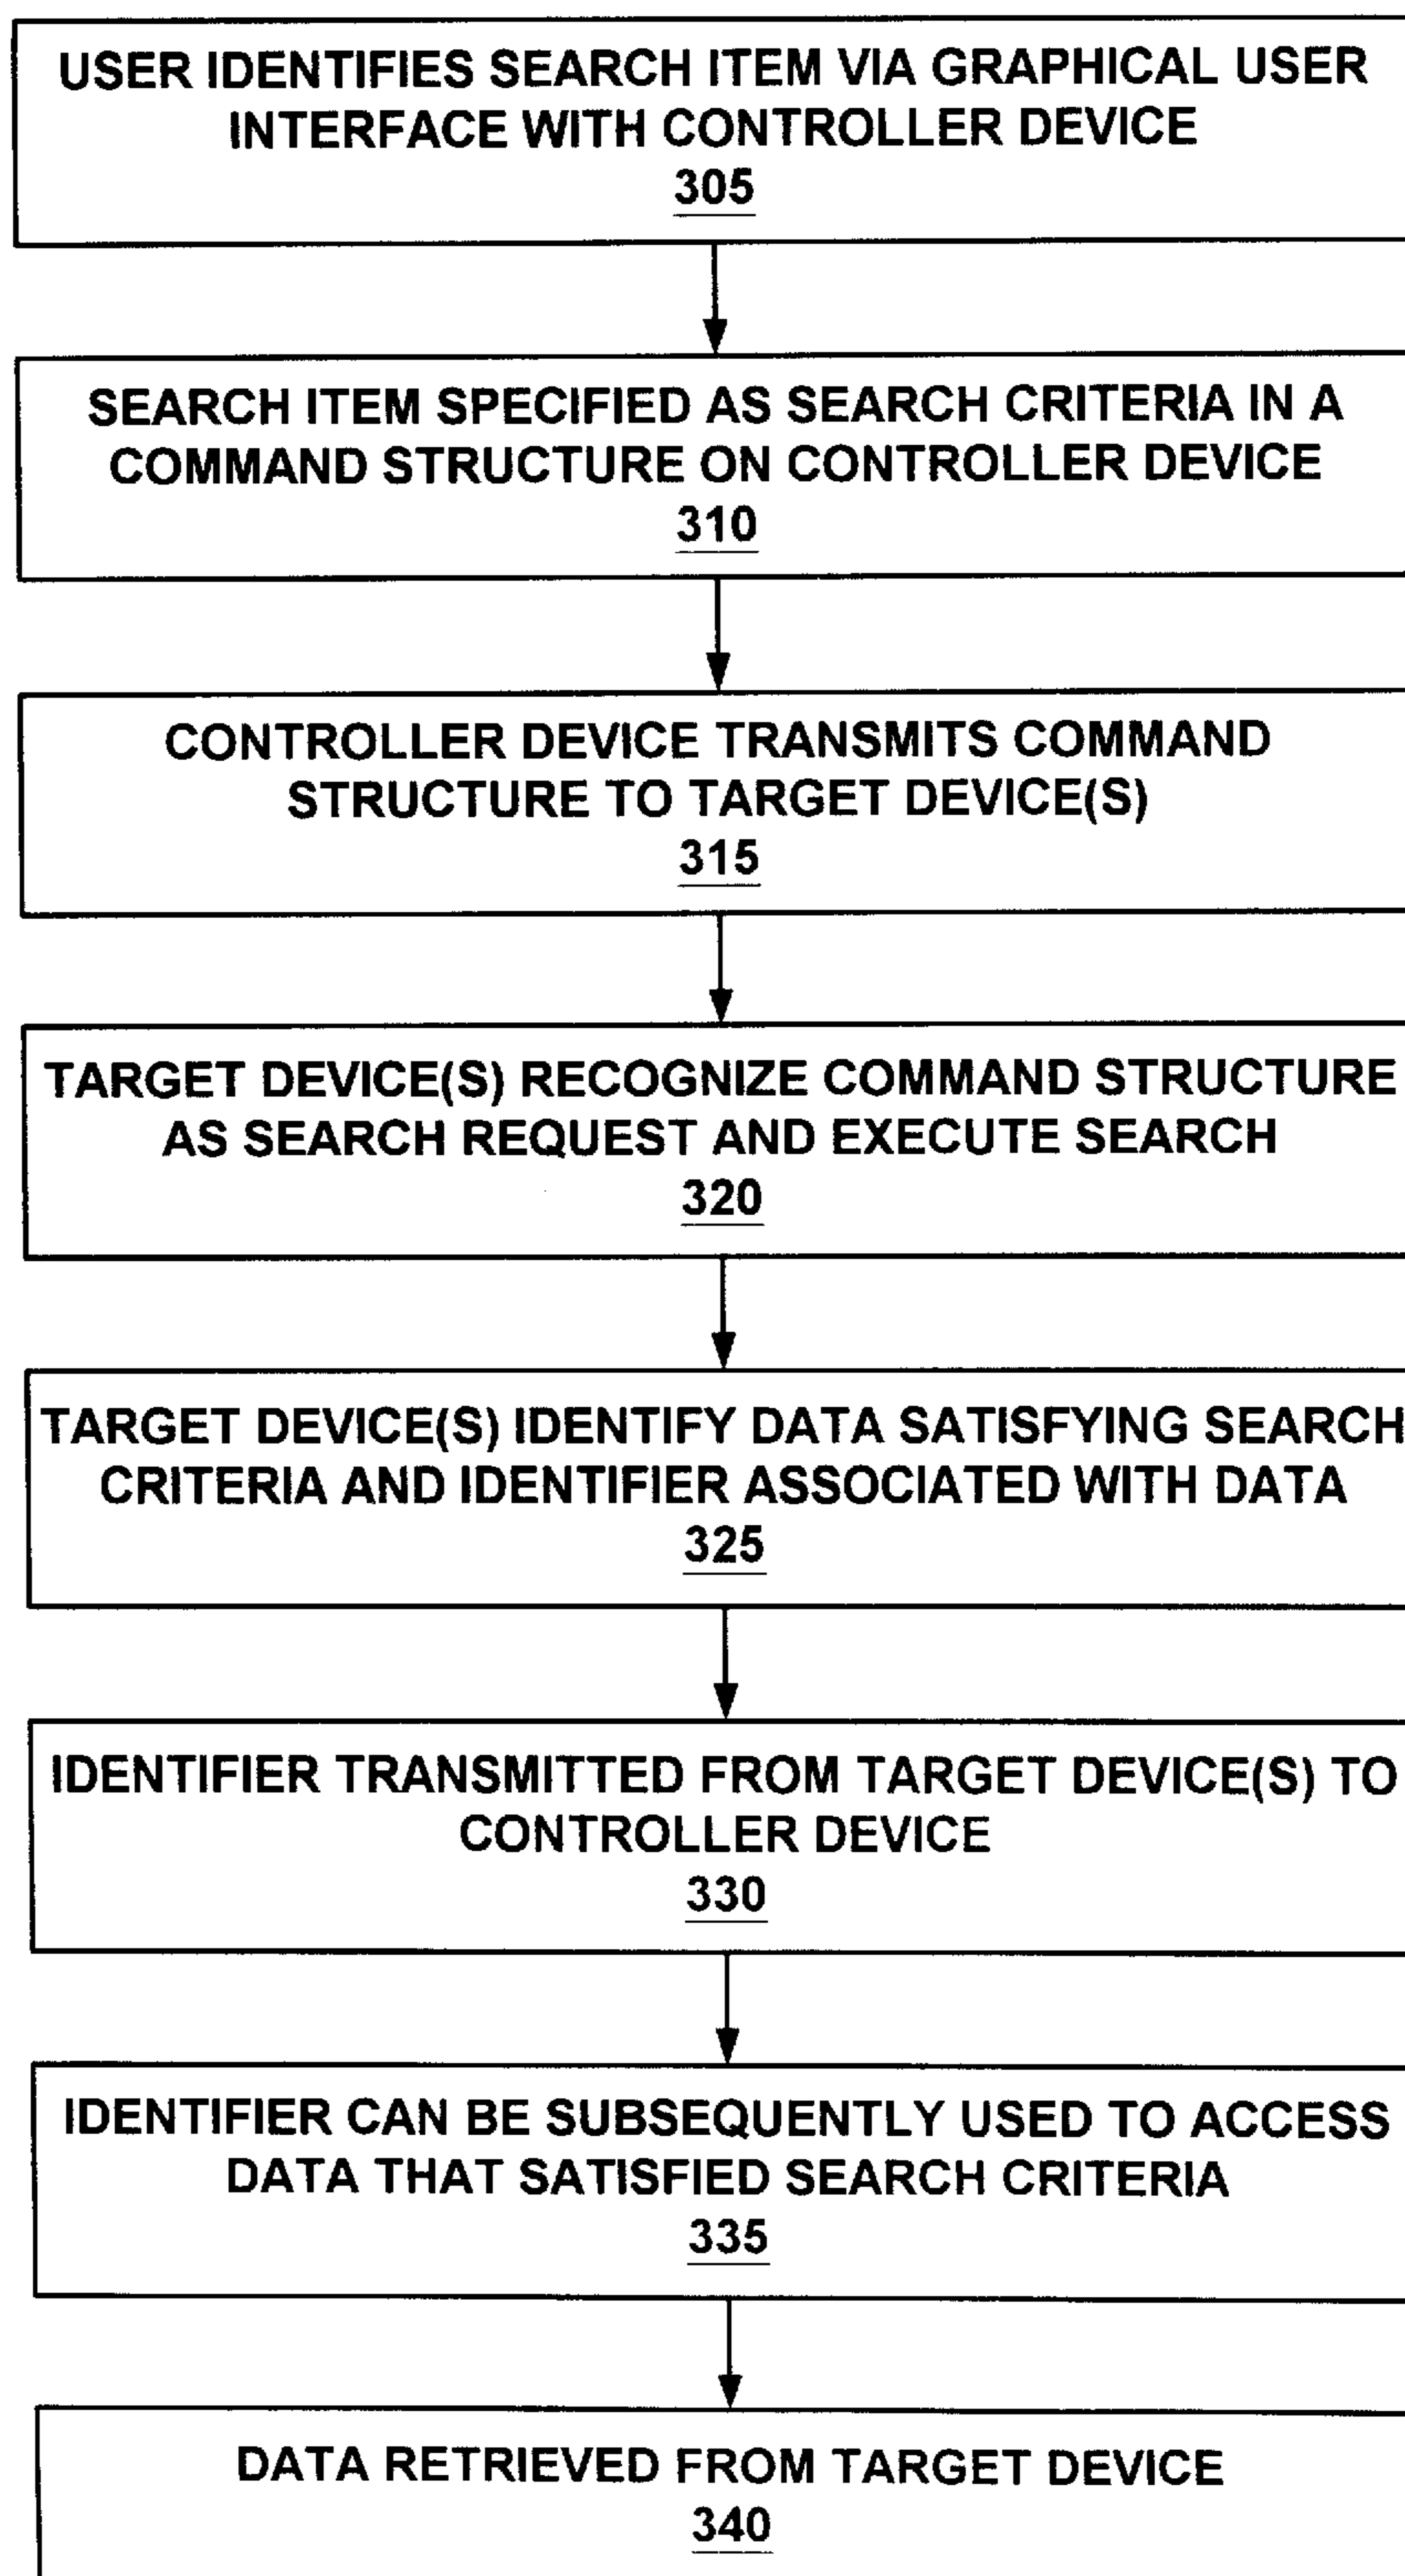 USER IDENTIFIES SEARCH ITEM VIA GRAPHICAL USER
INTERFACE WITH CONTROLLER DEVICE
305
SEARCH ITEM SPECIFIED AS SEARCH CRITERIA IN A
COMMAND STRUCTURE ON CONTROLLER DEVICE
310
CONTROLLER DEVICE TRANSMITS COMMAND
STRUCTURE TO TARGET DEVICE(S)
315
TARGET DEVICE(S) RECOGNIZE COMMAND STRUCTURE
AS SEARCH REQUEST AND EXECUTE SEARCH
320
TARGET DEVICE(S) IDENTIFY DATA SATISFYING SEARCH
CRITERIA AND IDENTIFIER ASSOCIATED WITH DATA
325
IDENTIFIER TRANSMITTED FROM TARGET DEVICE(S) TO
CONTROLLER DEVICE
330
IDENTIFIER CAN BE SUBSEQUENTLY USED TO ACCESS
DATA THAT SATISFIED SEARCH CRITERIA
335
DATA RETRIEVED FROM TARGET DEVICE
340